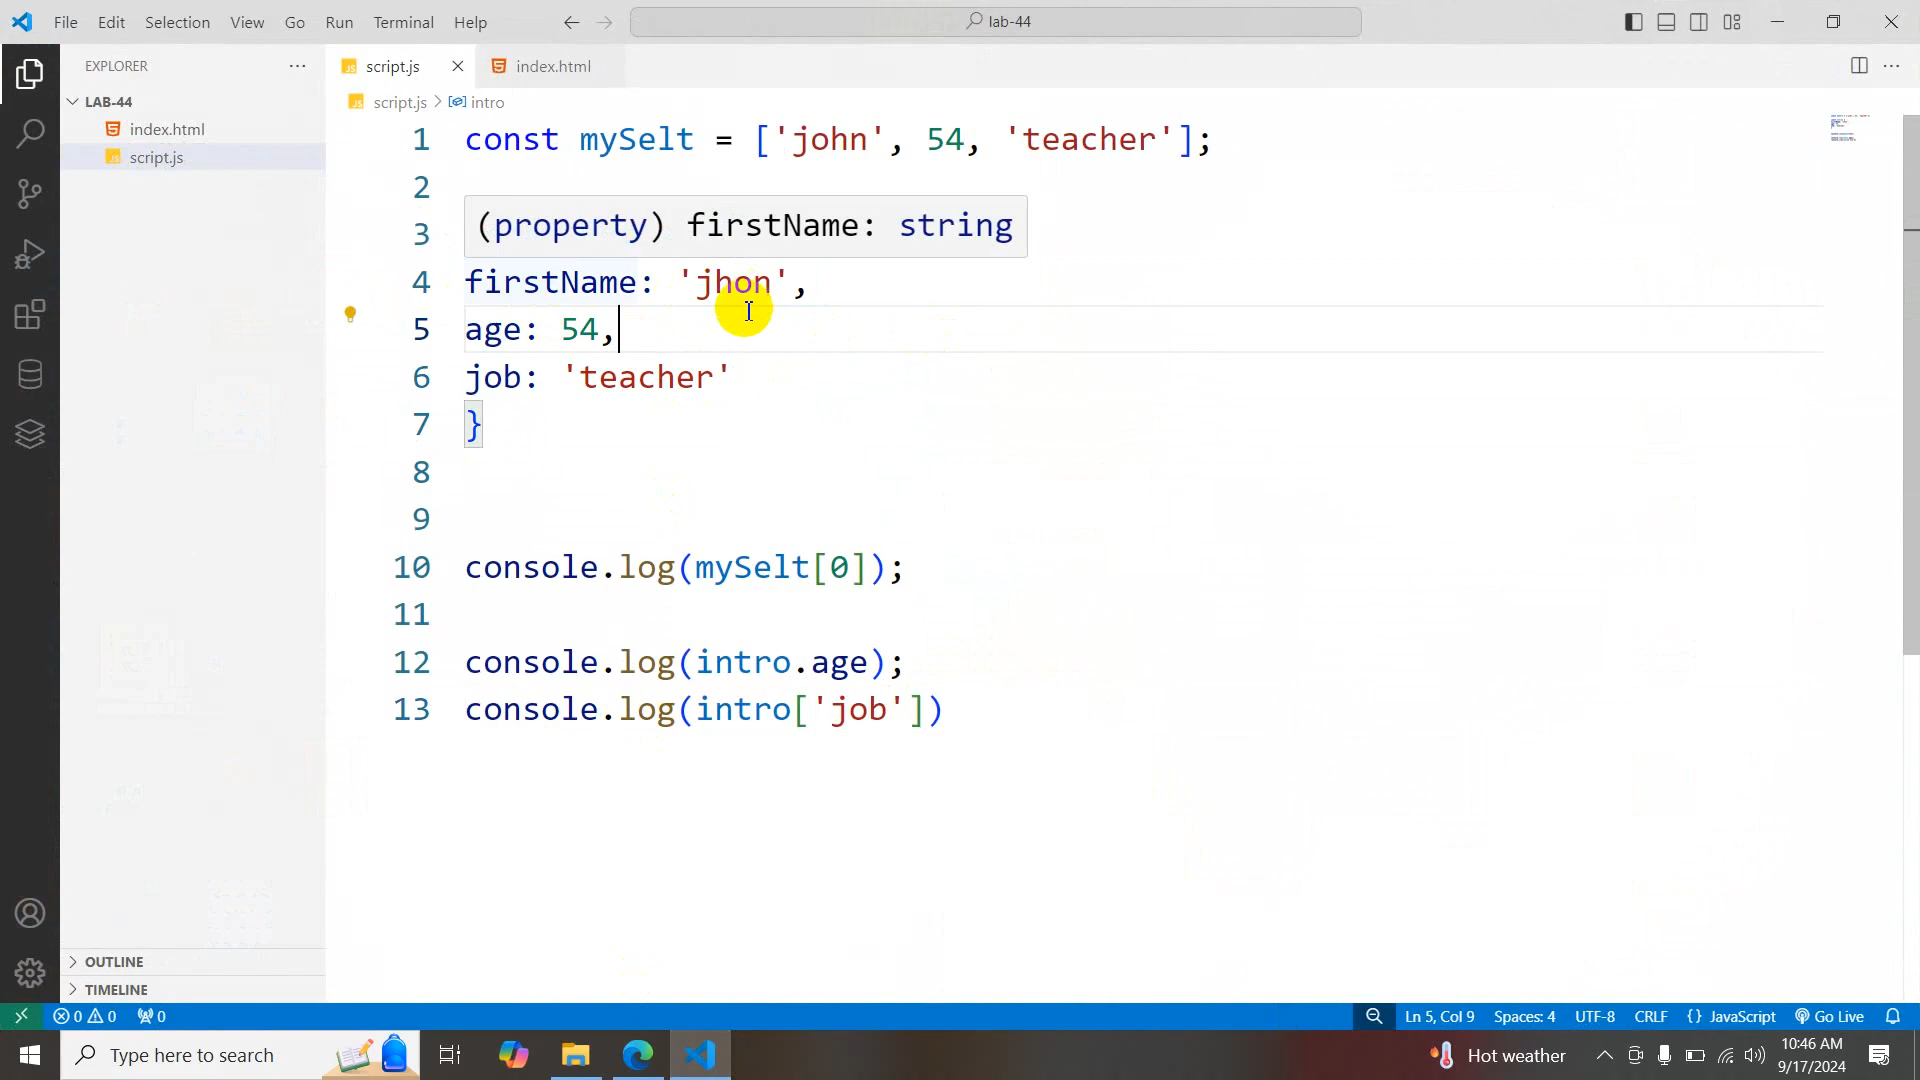 File Edit Selection View Go Run Terminal Help
lab-44
EXPLORER
LAB-44
index.html
script.js
OUTLINE
TIMELINE
script.js
index.html
script.js > intro
1 const mySelt = ['john', 54, 'teacher'];
2
3
(property) firstName: string
4 firstName: 'jhon',
5 age: 54,
6 job: 'teacher'
7 }
8
9
10 console.log(mySelt[0]);
11
12 console.log(intro.age);
13 console.log(intro['job'])
0 0 0
Ln 5, Col 9 Spaces: 4 UTF-8 CRLF {} JavaScript Go Live
Type here to search
Hot weather
10:46 AM
9/17/2024